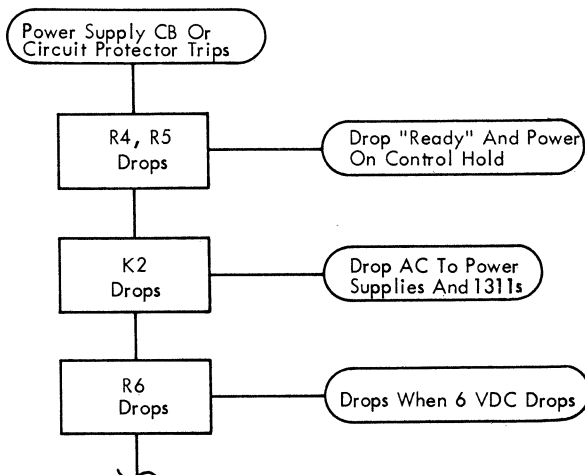 Power Supply CB Or
Circuit Protector Trips
R4, R5
Drops
Drop "Ready" And Power
On Control Hold
K2
Drops
Drop AC To Power
Supplies And 1311s
R6
Drops
Drops When 6 VDC Drops